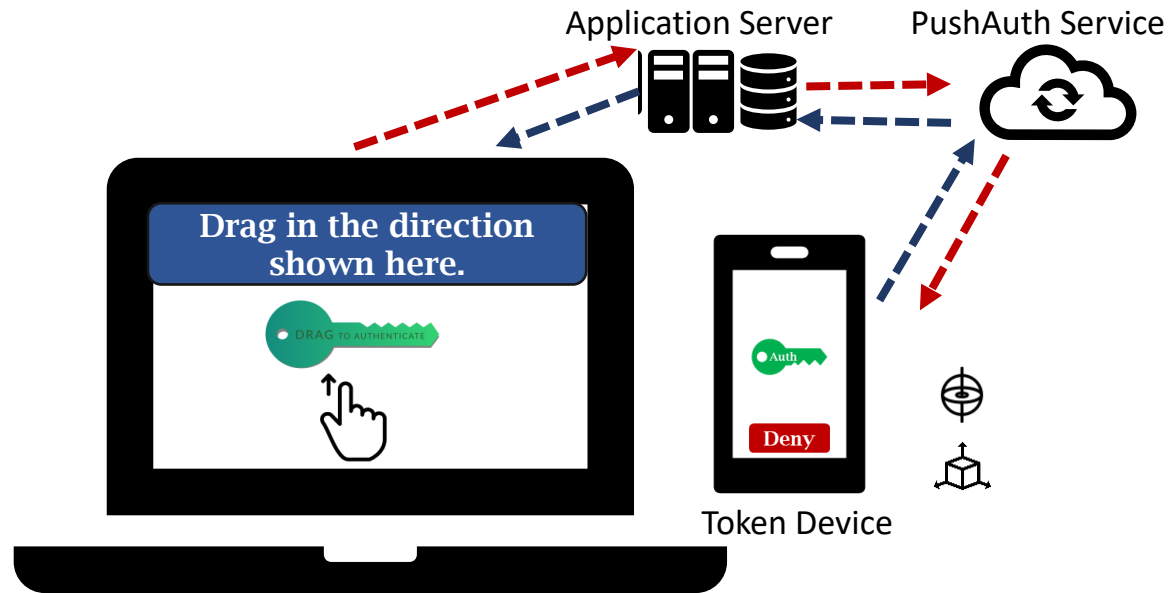 Application Server
PushAuth Service
Drag in the direction
shown here.
DRAG TO AUTHENTICATE
Auth
Deny
Token Device